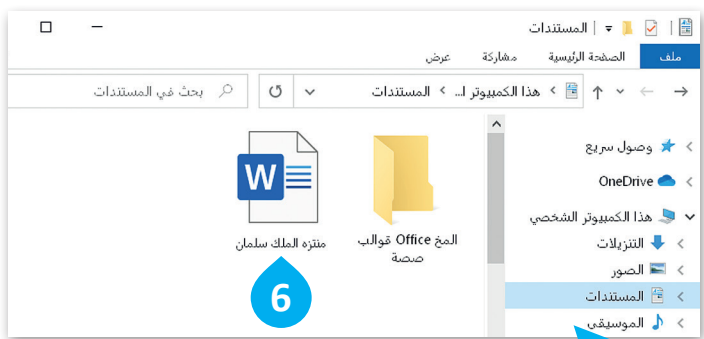 المستندات
ملف الصفحة الرئيسية مشاركة عرض
هذا الكمبيوتر ا... المستندات
بحث في المستندات
وصول سريع
OneDrive
هذا الكمبيوتر الشخصي
التنزيلات
الصور
المستندات
الموسيقى
المخ Office قوالب
صصة
منتزه الملك سلمان
W
6